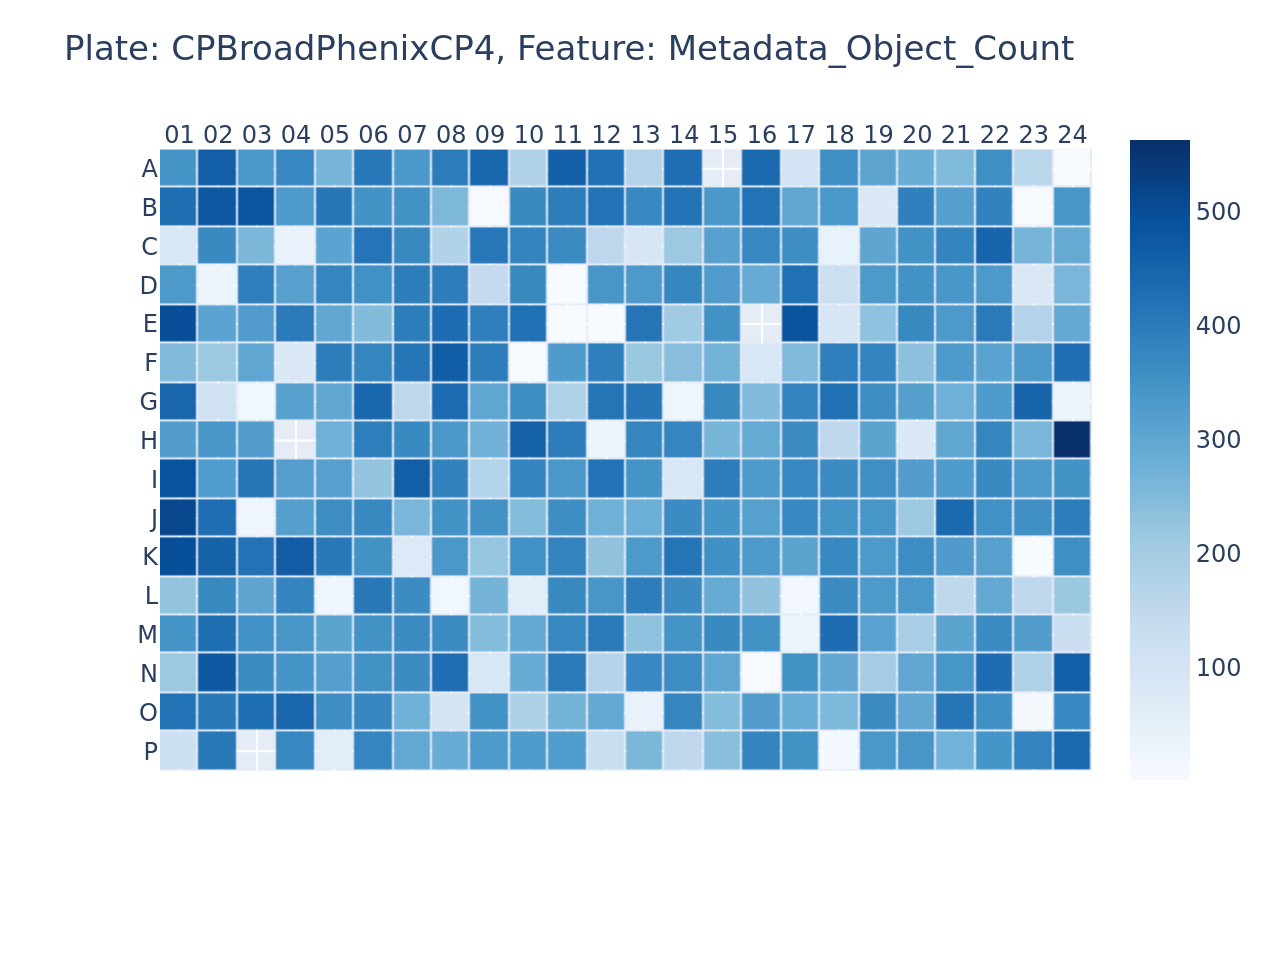 Plate: CPBroadPhenixCP4, Feature: Metadata_Object_Count
01 02 03 04 05 06 07 08 09 10 11 12 13 14 15 16 17 18 19 20 21 22 23 24
A
B
500
C
D
E
400
F
G
H
300
I
J
K
200
L
M
N
100
O
P